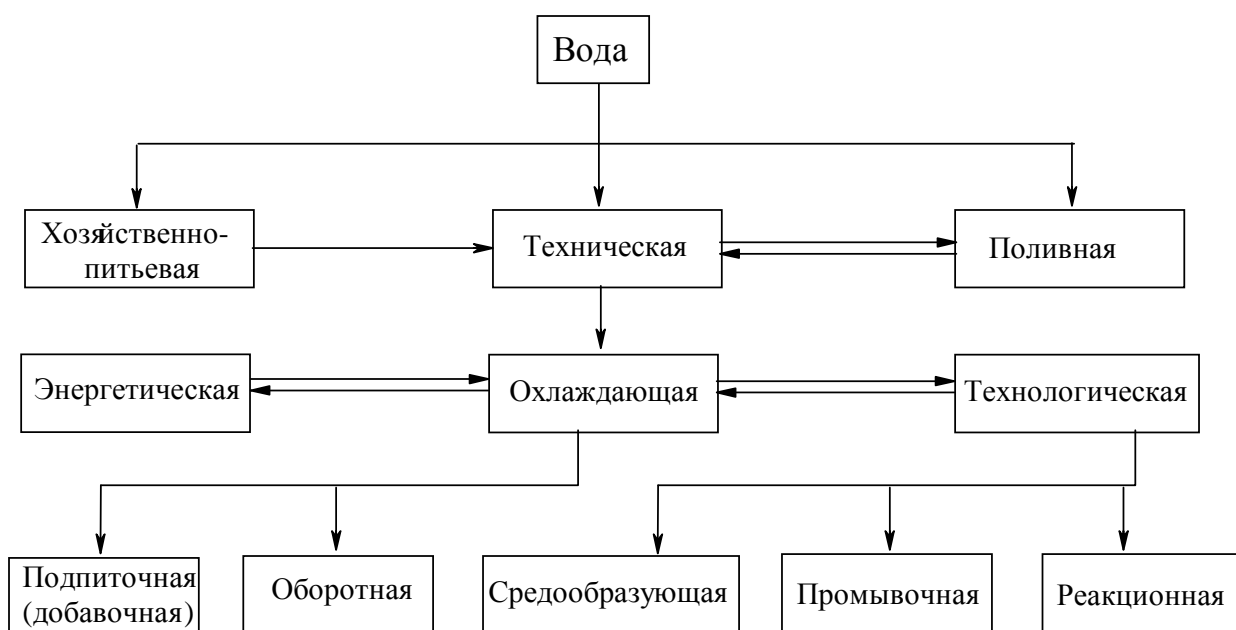 Вода
Хозяйственно-
питьевая
Техническая
Поливная
Энергетическая
Охлаждающая
Технологическая
Подпиточная
(добавочная)
Оборотная
Средообразующая
Промывочная
Реакционная